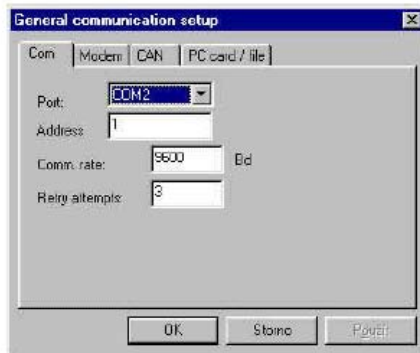 General communication setup
Com Modem CAN PC card / file
Port: COM2
Address: 1
Comm. rate: 9600 Bd
Retry attempts: 3
OK Storno Použít